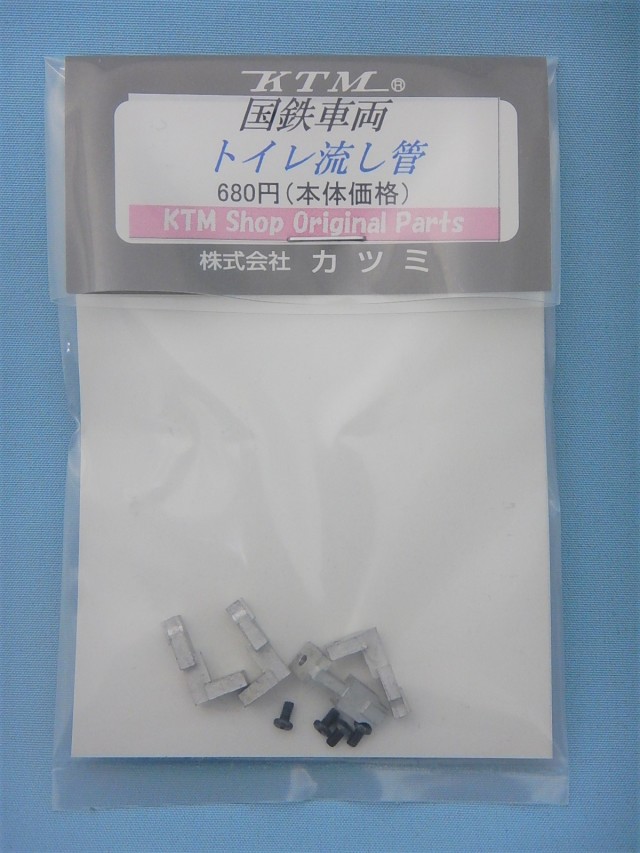 KTM®
国鉄車両
トイレ流し管
680円(本体価格)
KTM Shop Original Parts
株式会社 カツミ